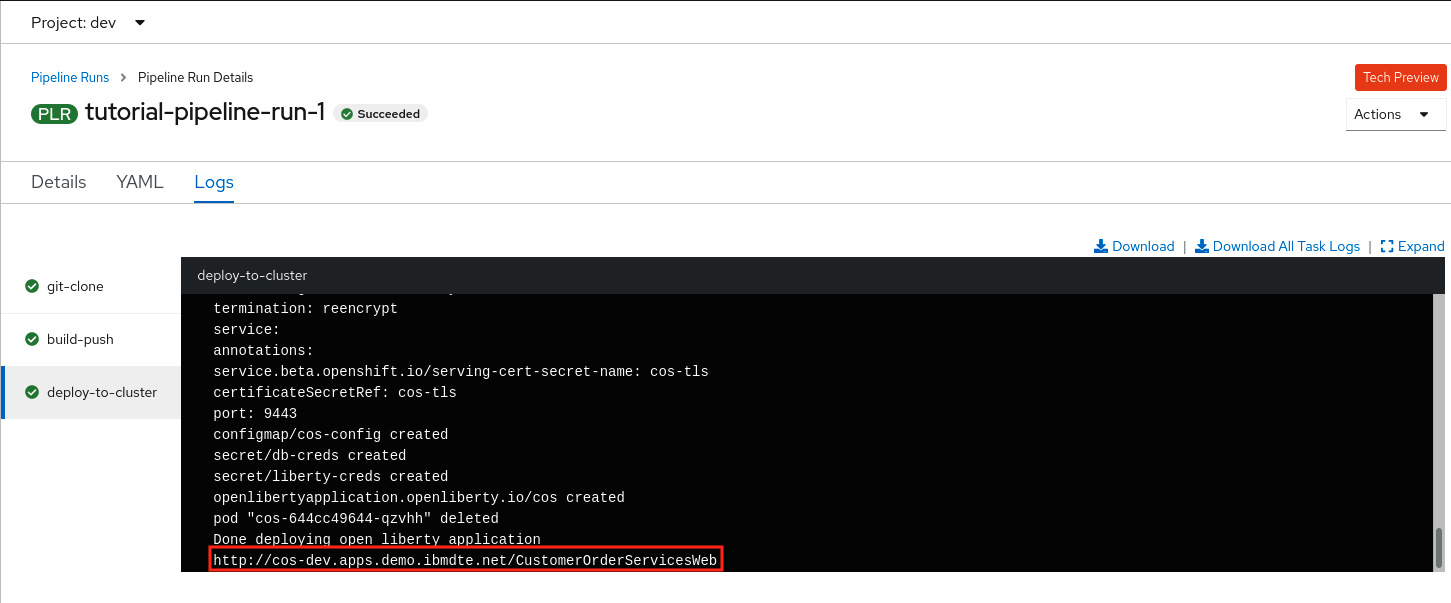 Project: dev
Pipeline Runs > Pipeline Run Details
Tech Preview
PLR tutorial-pipeline-run-1 Succeeded
Actions
Details YAML Logs
Download | Download All Task Logs | Expand
git-clone
build-push
deploy-to-cluster
deploy-to-cluster
termination: reencrypt
service:
annotations:
service.beta.openshift.io/serving-cert-secret-name: cos-tls
certificateSecretRef: cos-tls
port: 9443
configmap/cos-config created
secret/db-creds created
secret/liberty-creds created
openlibertyapplication.openliberty.io/cos created
pod "cos-644cc49644-qzvhh" deleted
Done deploying open liberty application
http://cos-dev.apps.demo.ibmdte.net/CustomerOrderServicesWeb